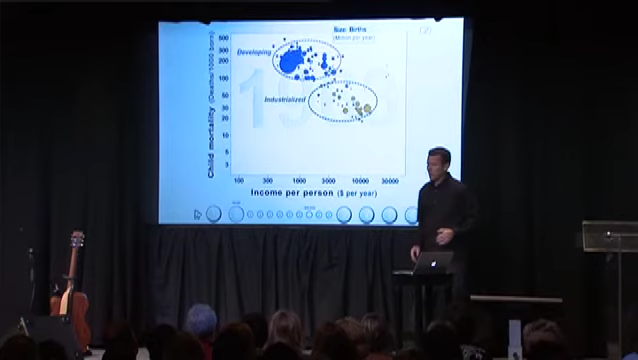 Size: Births
(Million per year)
Developing
Industrialized
Child mortality (Deaths/1000 born)
500
300
200
100
50
30
20
10
5
3
100
300
1000
3000
10000
30000
Income per person ($ per year)